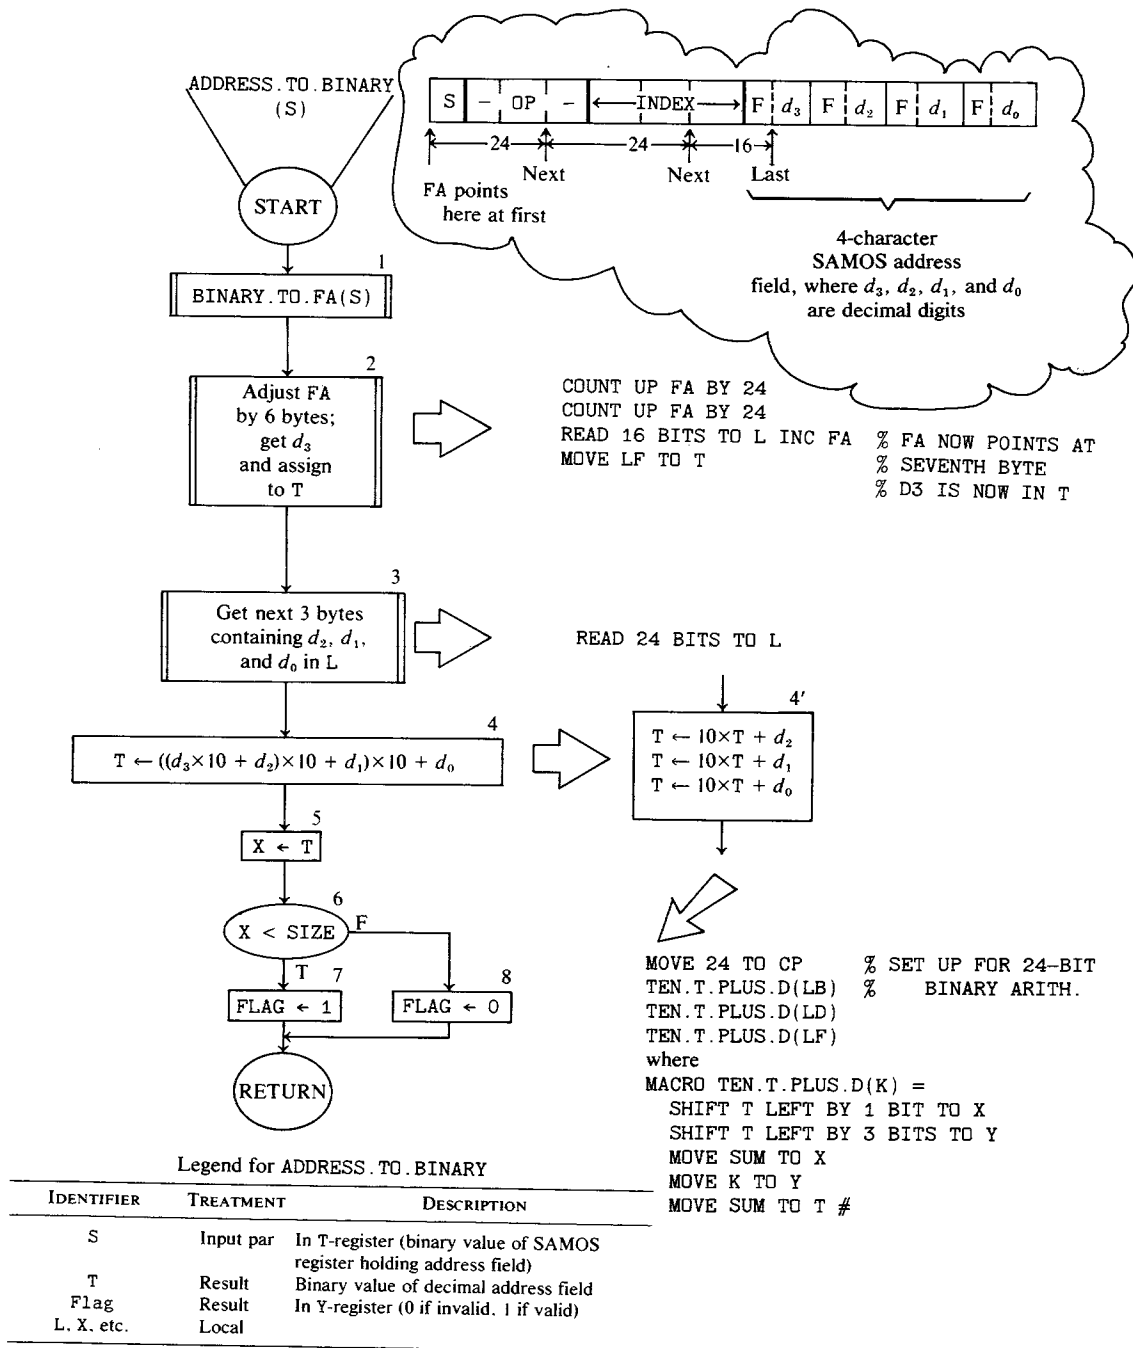 ADDRESS.TO.BINARY
(S)
START
S – OP – INDEX F d₃ F d₂ F d₁ F d₀
24 24 16
Next Next Last
FA points
here at first
4-character
SAMOS address
field, where d₃, d₂, d₁, and d₀
are decimal digits
1
BINARY.TO.FA(S)
2
Adjust FA
by 6 bytes;
get d₃
and assign
to T
COUNT UP FA BY 24
COUNT UP FA BY 24
READ 16 BITS TO L INC FA % FA NOW POINTS AT
MOVE LF TO T % SEVENTH BYTE
% D3 IS NOW IN T
3
Get next 3 bytes
containing d₂, d₁,
and d₀ in L
READ 24 BITS TO L
4
T ← ((d₃×10 + d₂)×10 + d₁)×10 + d₀
4′
T ← 10×T + d₂
T ← 10×T + d₁
T ← 10×T + d₀
5
X ← T
6
X < SIZE
F
T
7
FLAG ← 1
8
FLAG ← 0
RETURN
MOVE 24 TO CP % SET UP FOR 24-BIT
TEN.T.PLUS.D(LB) % BINARY ARITH.
TEN.T.PLUS.D(LD)
TEN.T.PLUS.D(LF)
where
MACRO TEN.T.PLUS.D(K) =
SHIFT T LEFT BY 1 BIT TO X
SHIFT T LEFT BY 3 BITS TO Y
MOVE SUM TO X
MOVE K TO Y
MOVE SUM TO T #
Legend for ADDRESS.TO.BINARY
IDENTIFIER TREATMENT DESCRIPTION
S Input par In T-register (binary value of SAMOS
register holding address field)
T Result Binary value of decimal address field
Flag Result In Y-register (0 if invalid, 1 if valid)
L, X, etc. Local